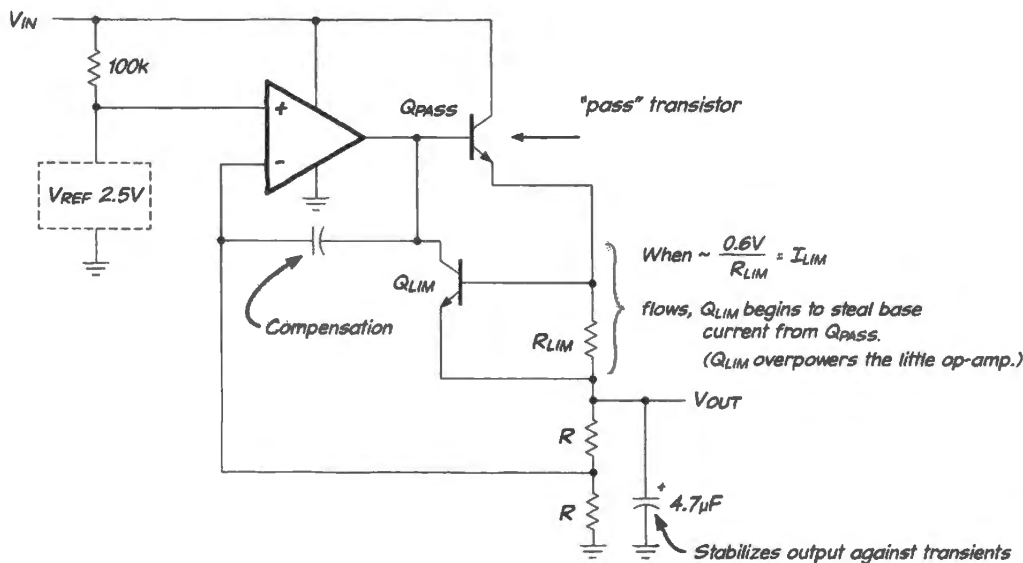 VIN
100k
VREF 2.5V
+
-
QPASS
"pass" transistor
QLIM
Compensation
RLIM
When ~ 0.6V
RLIM = ILIM
flows, QLIM begins to steal base
current from QPASS.
(QLIM overpowers the little op-amp.)
VOUT
R
R
+
4.7µF
Stabilizes output against transients